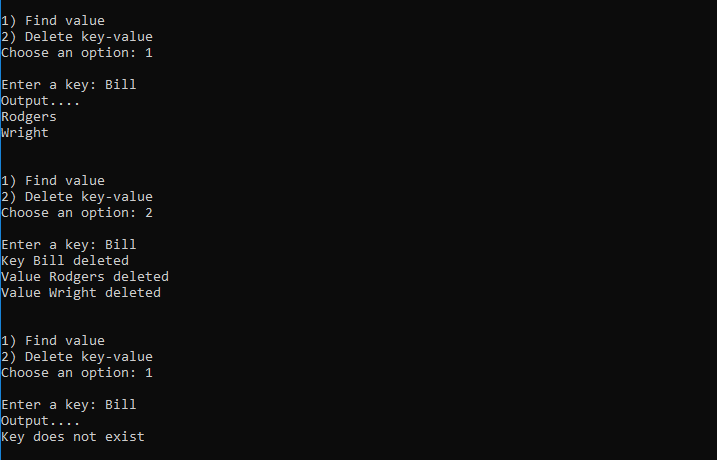 1) Find value
2) Delete key-value
Choose an option: 1
Enter a key: Bill
Output....
Rodgers
Wright
1) Find value
2) Delete key-value
Choose an option: 2
Enter a key: Bill
Key Bill deleted
Value Rodgers deleted
Value Wright deleted
1) Find value
2) Delete key-value
Choose an option: 1
Enter a key: Bill
Output....
Key does not exist